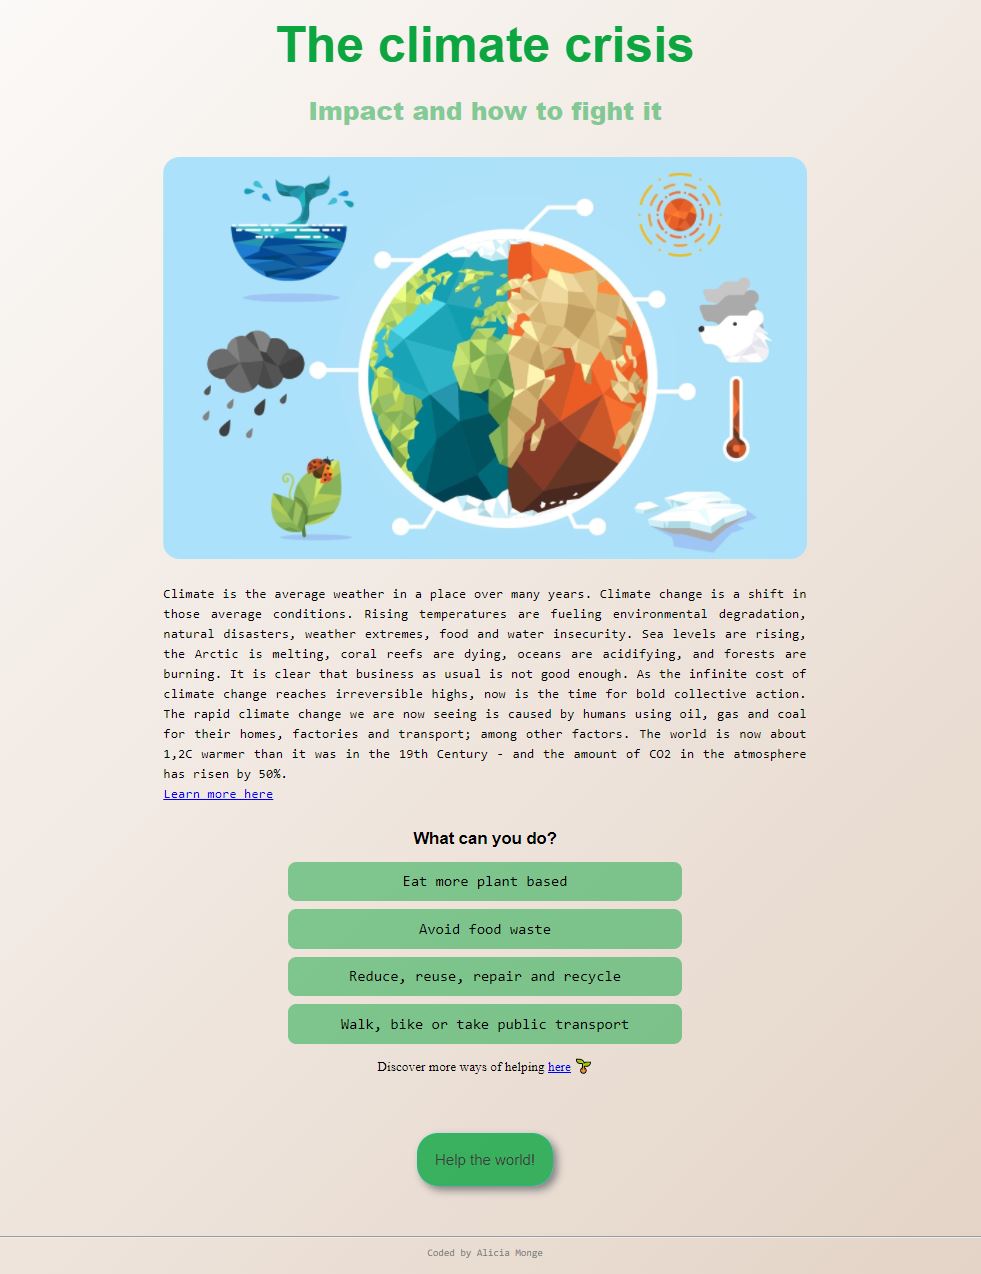 The climate crisis
Impact and how to fight it
Climate is the average weather in a place over many years. Climate change is a shift in
those average conditions. Rising temperatures are fueling environmental degradation,
natural disasters, weather extremes, food and water insecurity. Sea levels are rising,
the Arctic is melting, coral reefs are dying, oceans are acidifying, and forests are
burning. It is clear that business as usual is not good enough. As the infinite cost of
climate change reaches irreversible highs, now is the time for bold collective action.
The rapid climate change we are now seeing is caused by humans using oil, gas and coal
for their homes, factories and transport; among other factors. The world is now about
1,2C warmer than it was in the 19th Century - and the amount of CO2 in the atmosphere
has risen by 50%.
Learn more here
What can you do?
Eat more plant based
Avoid food waste
Reduce, reuse, repair and recycle
Walk, bike or take public transport
Discover more ways of helping here 🌱
Help the world!
Coded by Alicia Monge